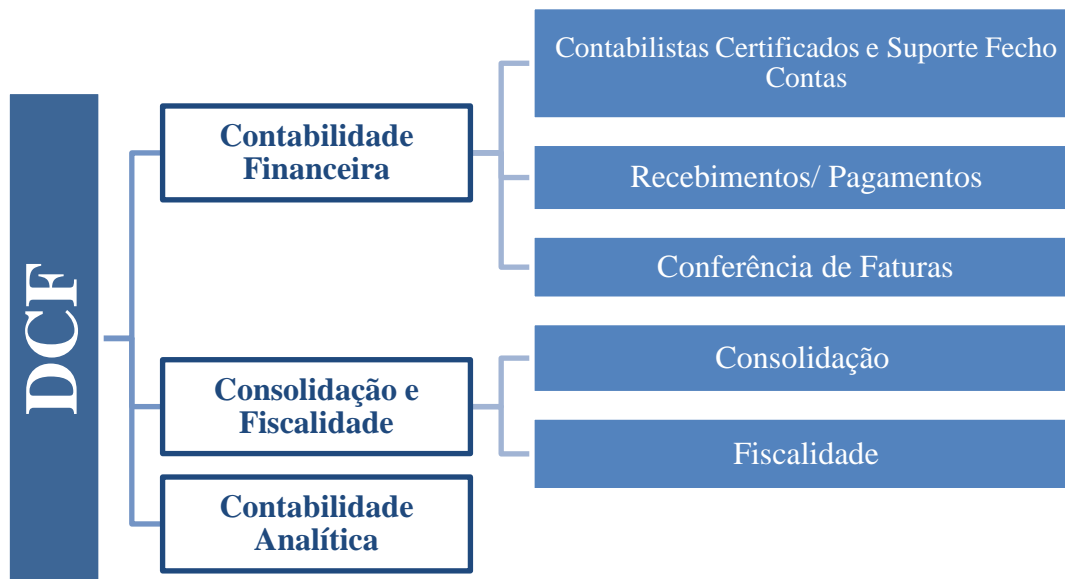 DCF
Contabilidade
Financeira
Contabilistas Certificados e Suporte Fecho
Contas
Recebimentos/ Pagamentos
Conferência de Faturas
Consolidação e
Fiscalidade
Consolidação
Fiscalidade
Contabilidade
Analítica